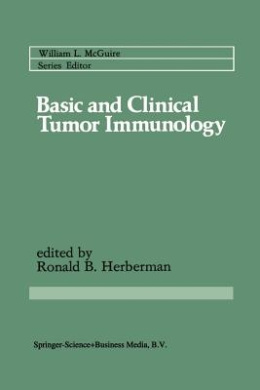 William L. McGuire
Series Editor
Basic and Clinical
Tumor Immunology
edited by
Ronald B. Herberman
Springer-Science+Business Media, B.V.